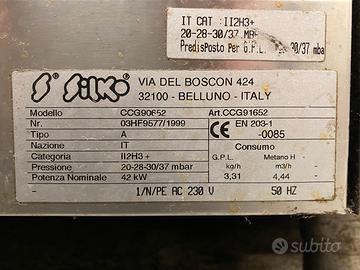 IT CAT : II2H3+
20-28-30/37 MBAR
Predisposto Per G.P.L. 30/37 mbar
S Silko VIA DEL BOSCON 424
32100 - BELLUNO - ITALY
Modello CCG90652 Art.CCG91652
Nr. 03HF9577/1999 CE EN 203-1
Tipo A -0085
Nazione IT Consumo
Categoria II2H3 + G.P.L. Metano H
Pressione 20-28-30/37 mbar kg/h m3/h
Potenza Nominale 42 kW 3,31 4,44
1/N/PE AC 230 V 50 HZ
subito